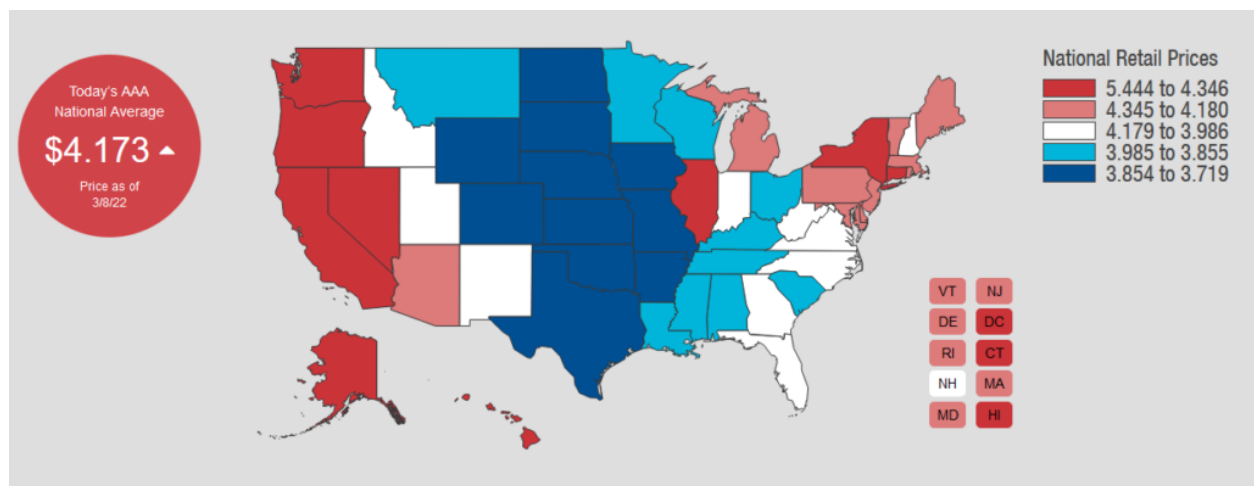 Today's AAA
National Average
$4.173
Price as of
3/8/22
National Retail Prices
5.444 to 4.346
4.345 to 4.180
4.179 to 3.986
3.985 to 3.855
3.854 to 3.719
VT NJ
DE DC
RI CT
NH MA
MD HI